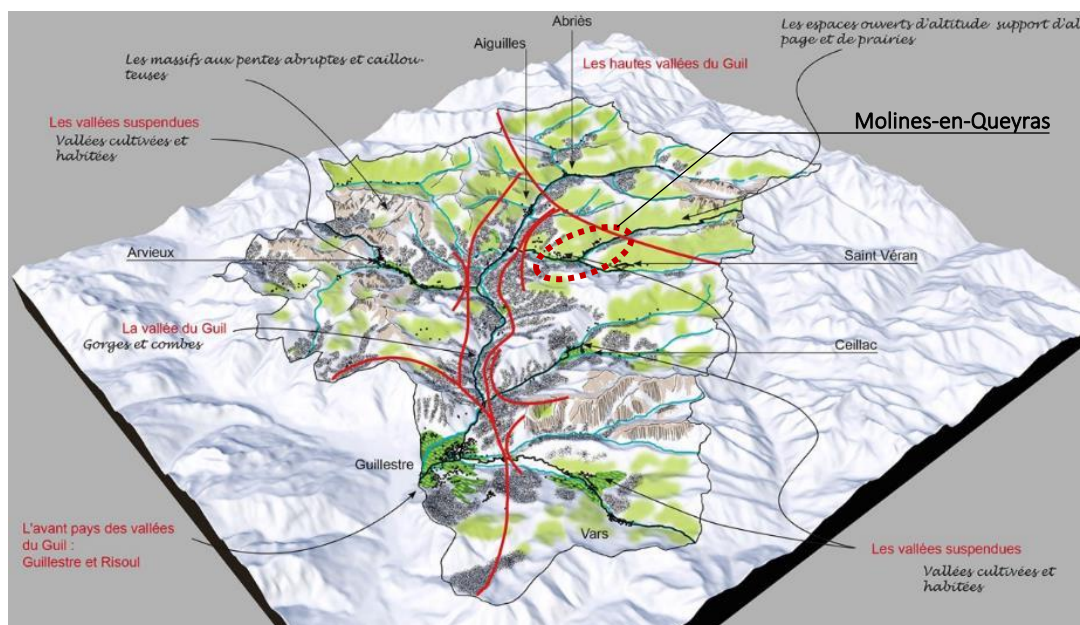 Abriès
Aiguilles
Les espaces ouverts d'altitude support d'al
page et de prairies
Les massifs aux pentes abruptes et caillou-
teuses
Les hautes vallées du Guil
Molines-en-Queyras
Les vallées suspendues
Vallées cultivées et
habitées
Arvieux
Saint Véran
La vallée du Guil
Gorges et combes
Ceillac
Guillestre
L'avant pays des vallées
du Guil :
Guillestre et Risoul
Vars
Les vallées suspendues
Vallées cultivées et
habitées